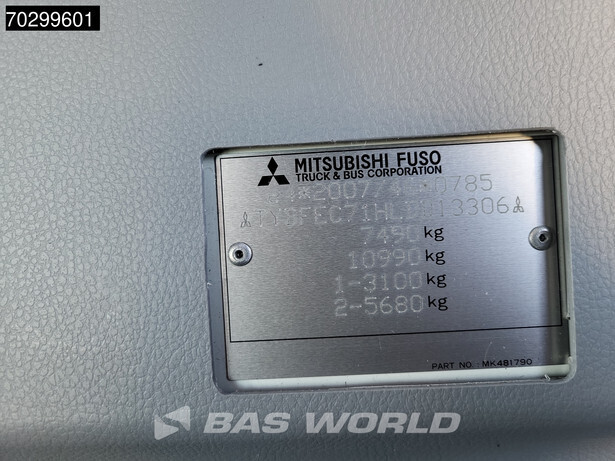 70299601
MITSUBISHI FUSO
TRUCK & BUS CORPORATION
7490 kg
10990 kg
1-3100 kg
2-5680 kg
PART NO. MK481790
BAS WORLD